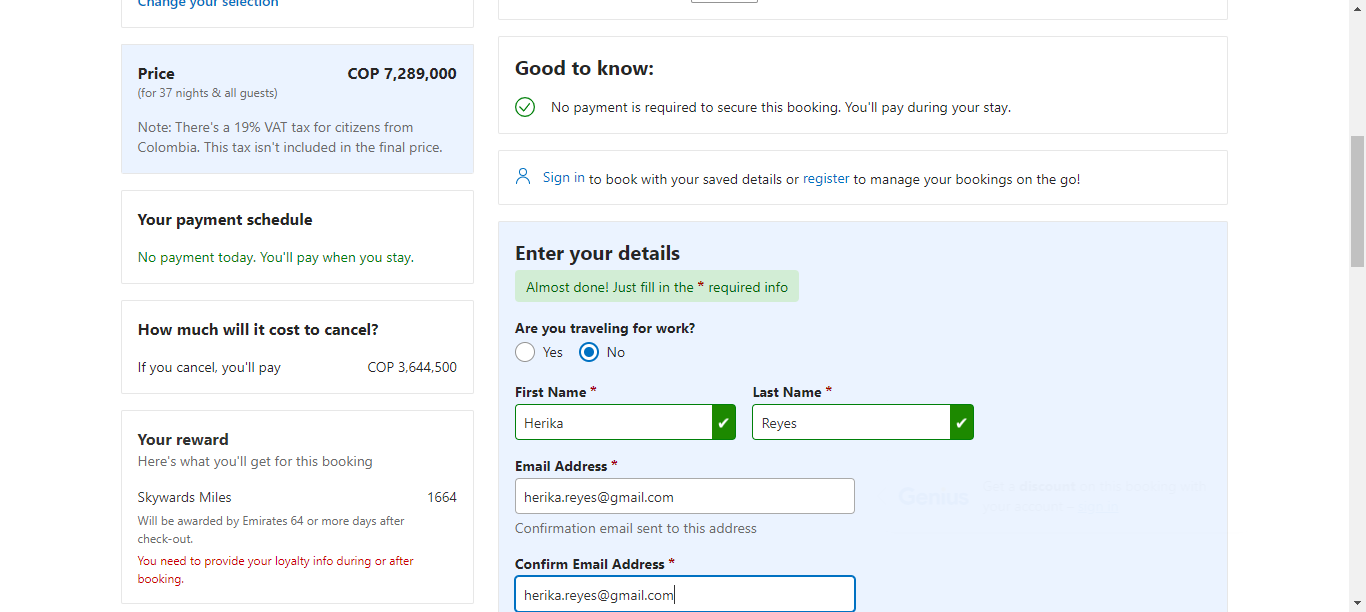 Change your selection
Price COP 7,289,000
(for 37 nights & all guests)
Note: There's a 19% VAT tax for citizens from
Colombia. This tax isn't included in the final price.
Your payment schedule
No payment today. You'll pay when you stay.
How much will it cost to cancel?
If you cancel, you'll pay COP 3,644,500
Your reward
Here's what you'll get for this booking
Skywards Miles 1664
Will be awarded by Emirates 64 or more days after
check-out.
You need to provide your loyalty info during or after
booking.
Good to know:
No payment is required to secure this booking. You'll pay during your stay.
Sign in to book with your saved details or register to manage your bookings on the go!
Enter your details
Almost done! Just fill in the * required info
Are you traveling for work?
Yes No
First Name * Last Name *
Herika Reyes
Email Address *
herika.reyes@gmail.com
Genius
Confirmation email sent to this address
Confirm Email Address *
herika.reyes@gmail.com